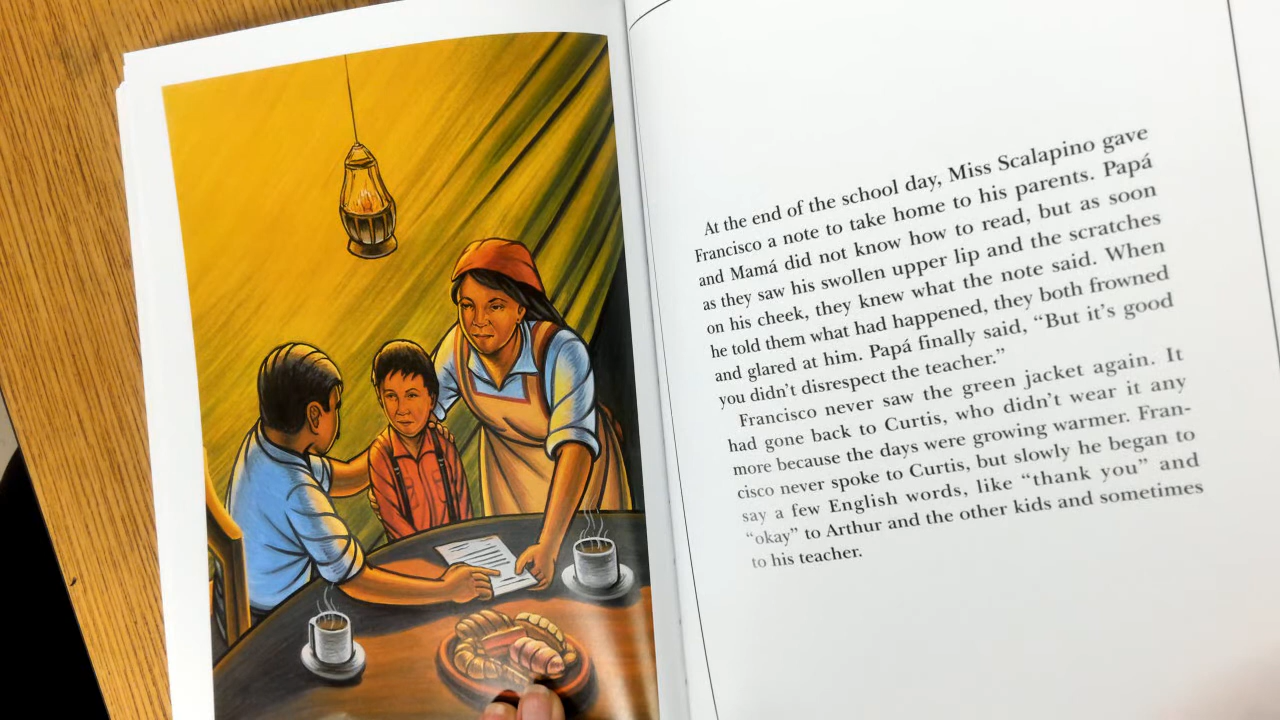 At the end of the school day, Miss Scalapino gave
Francisco a note to take home to his parents. Papá
and Mamá did not know how to read, but as soon
as they saw his swollen upper lip and the scratches
on his cheek, they knew what the note said. When
he told them what had happened, they both frowned
and glared at him. Papá finally said, “But it’s good
you didn’t disrespect the teacher.”
Francisco never saw the green jacket again. It
had gone back to Curtis, who didn’t wear it any
more because the days were growing warmer. Fran-
cisco never spoke to Curtis, but slowly he began to
say a few English words, like “thank you” and
“okay” to Arthur and the other kids and sometimes
to his teacher.